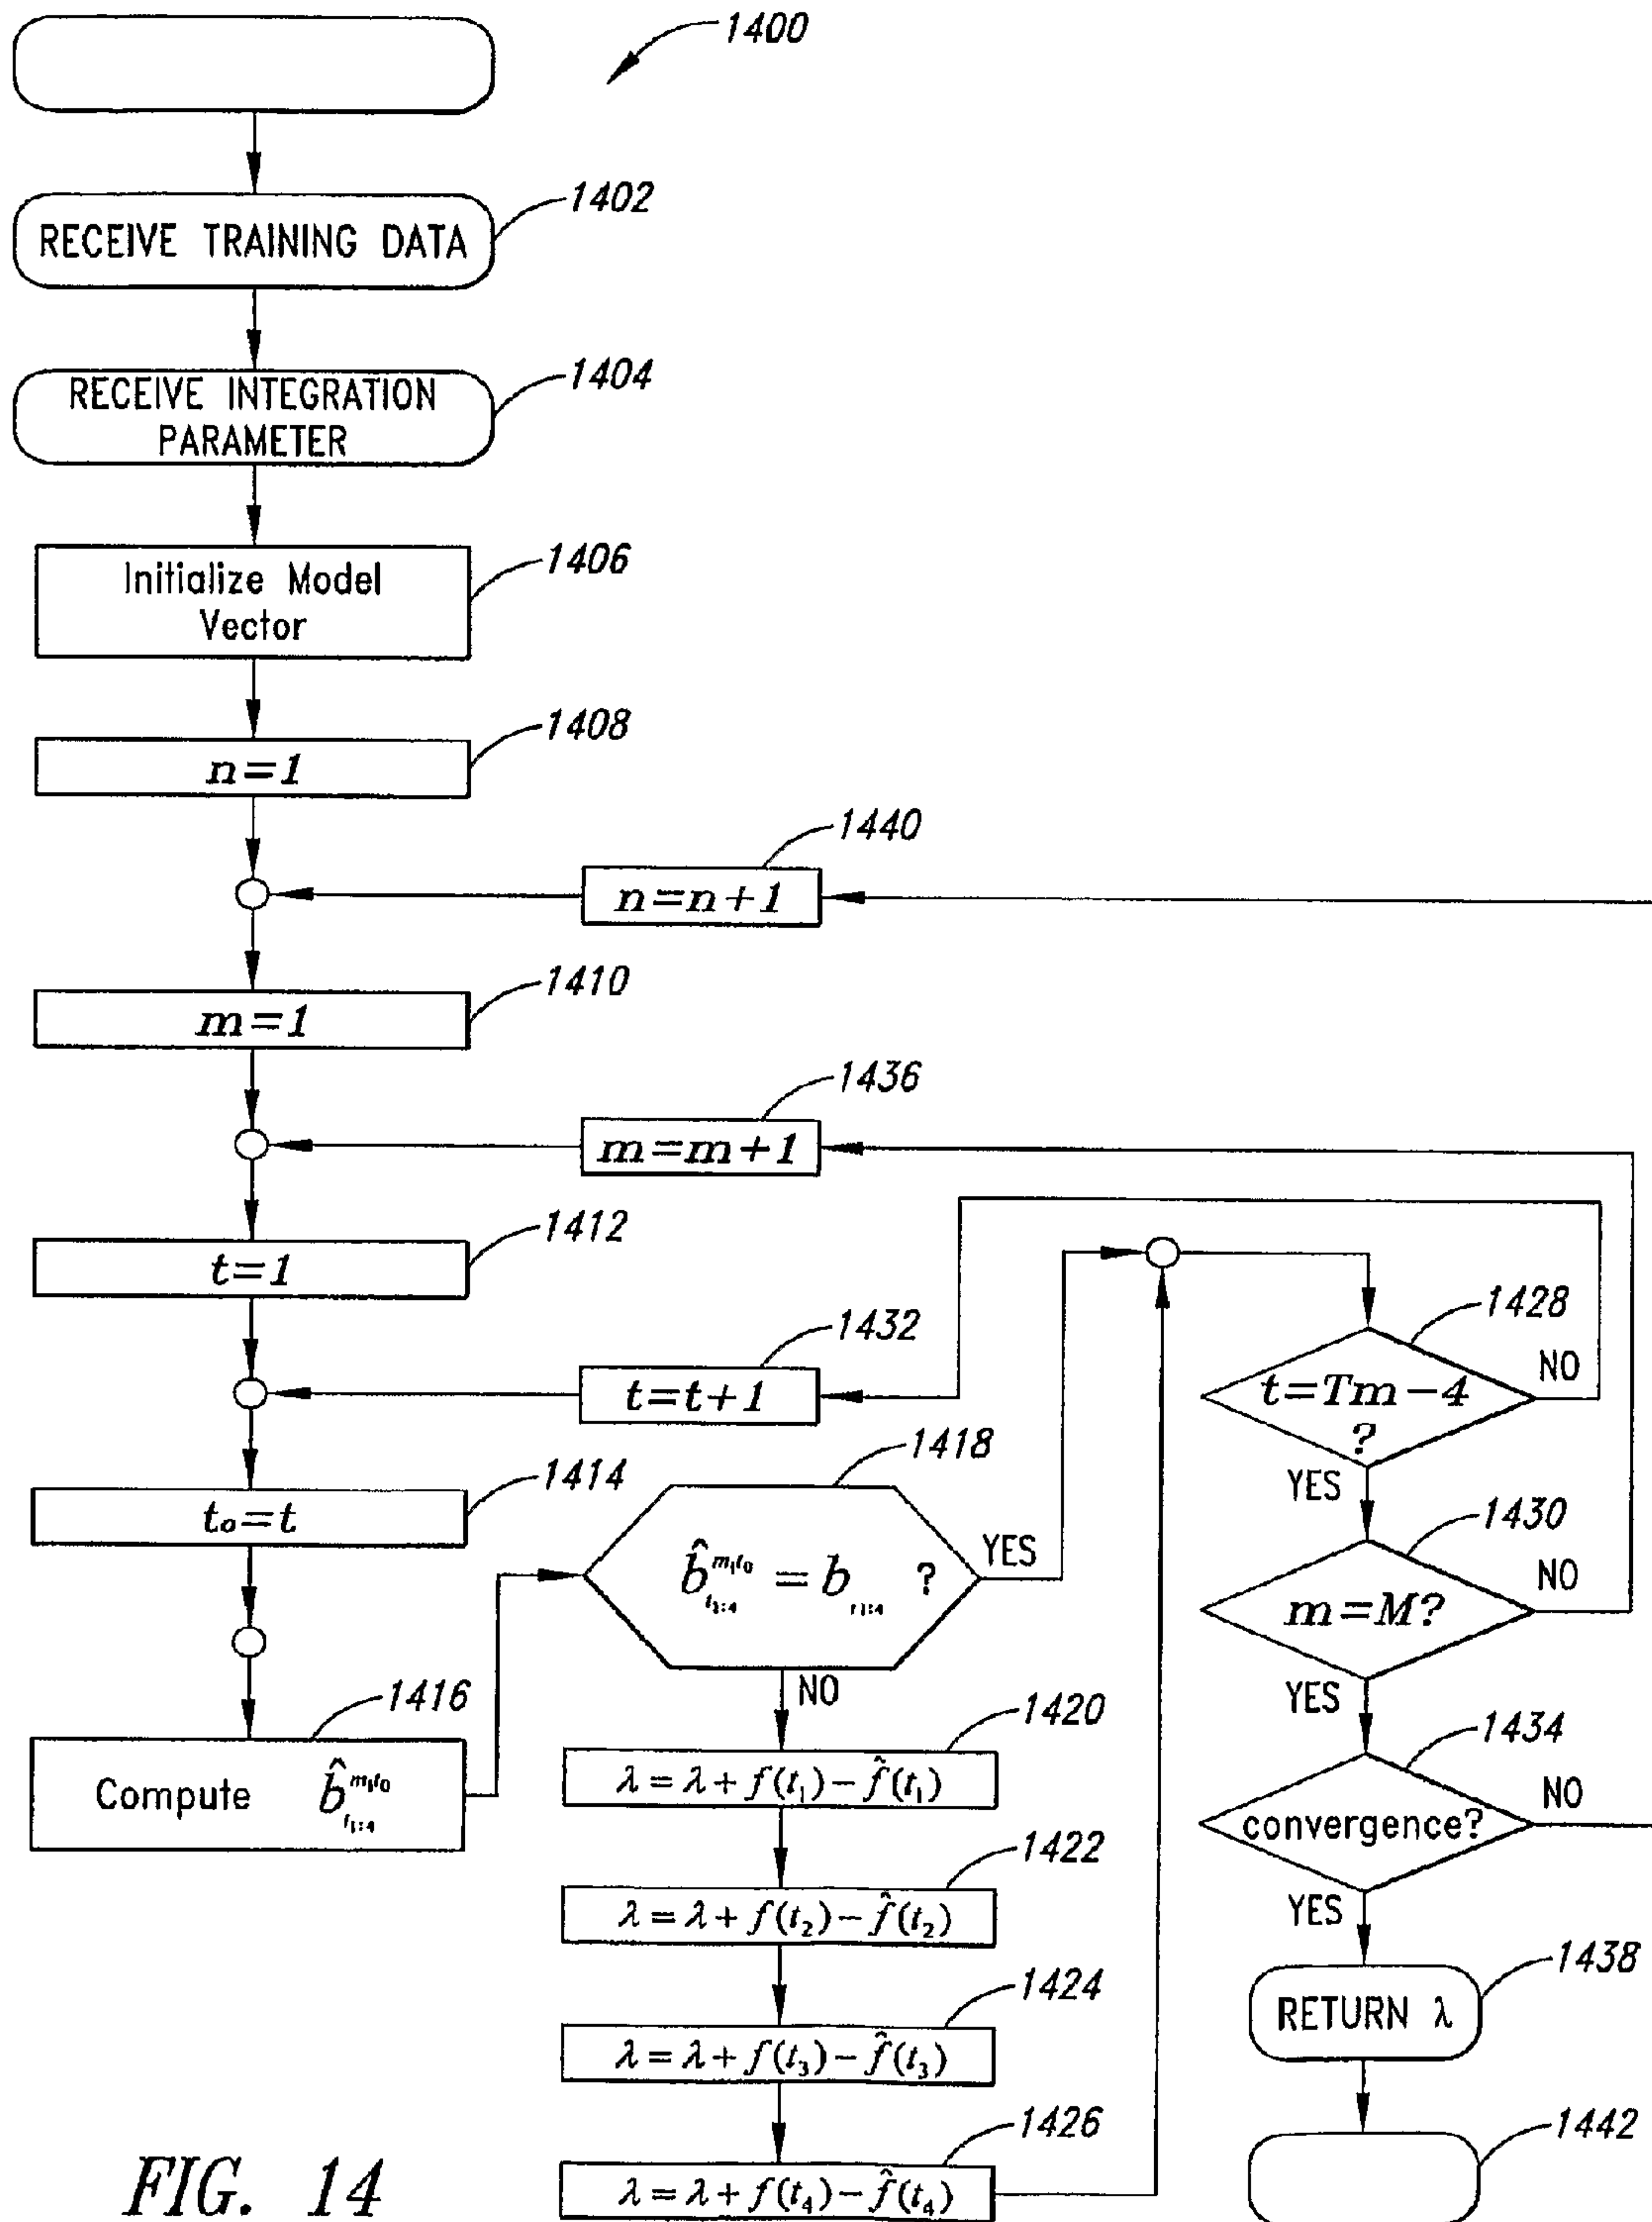 1400
1402
RECEIVE TRAINING DATA
1404
RECEIVE INTEGRATION
PARAMETER
1406
Initialize Model
Vector
1408
n=1
1440
n=n+1
1410
m=1
1436
m=m+1
1412
t=1
1432
t=t+1
1414
t₀=t
1416
Compute b̂
1418
b̂ = b ?
YES
NO
1420
λ = λ + f(t₁) − f̂(t₁)
1422
λ = λ + f(t₂) − f̂(t₂)
1424
λ = λ + f(t₃) − f̂(t₃)
1426
λ = λ + f(t₄) − f̂(t₄)
1428
t=Tm−4
?
NO
YES
1430
m=M?
NO
YES
1434
convergence?
NO
YES
1438
RETURN λ
1442
FIG. 14